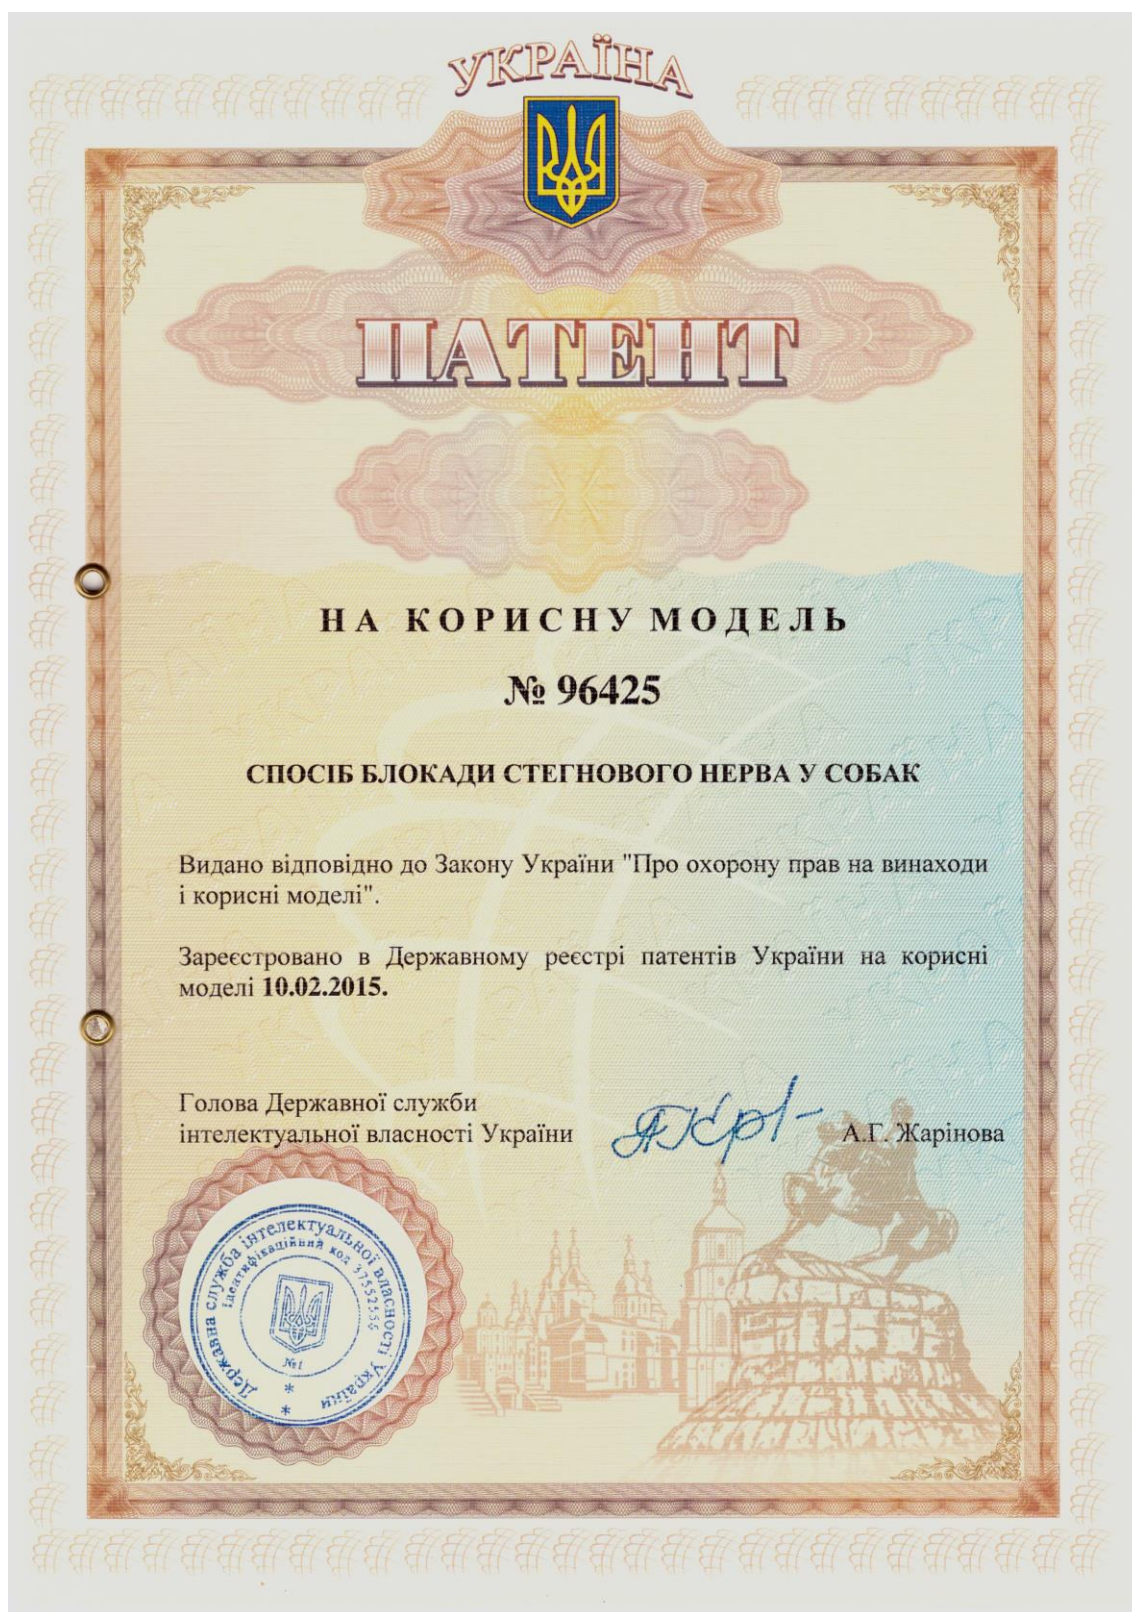 УКРАЇНА
ПАТЕНТ
НА КОРИСНУ МОДЕЛЬ
№ 96425
СПОСІБ БЛОКАДИ СТЕГНОВОГО НЕРВА У СОБАК
Видано відповідно до Закону України "Про охорону прав на винаходи
і корисні моделі".
Зареєстровано в Державному реєстрі патентів України на корисні
моделі 10.02.2015.
Голова Державної служби
інтелектуальної власності України
А.Г. Жарінова
Державна служба інтелектуальної власності України
Ідентифікаційний код 37552556
№1